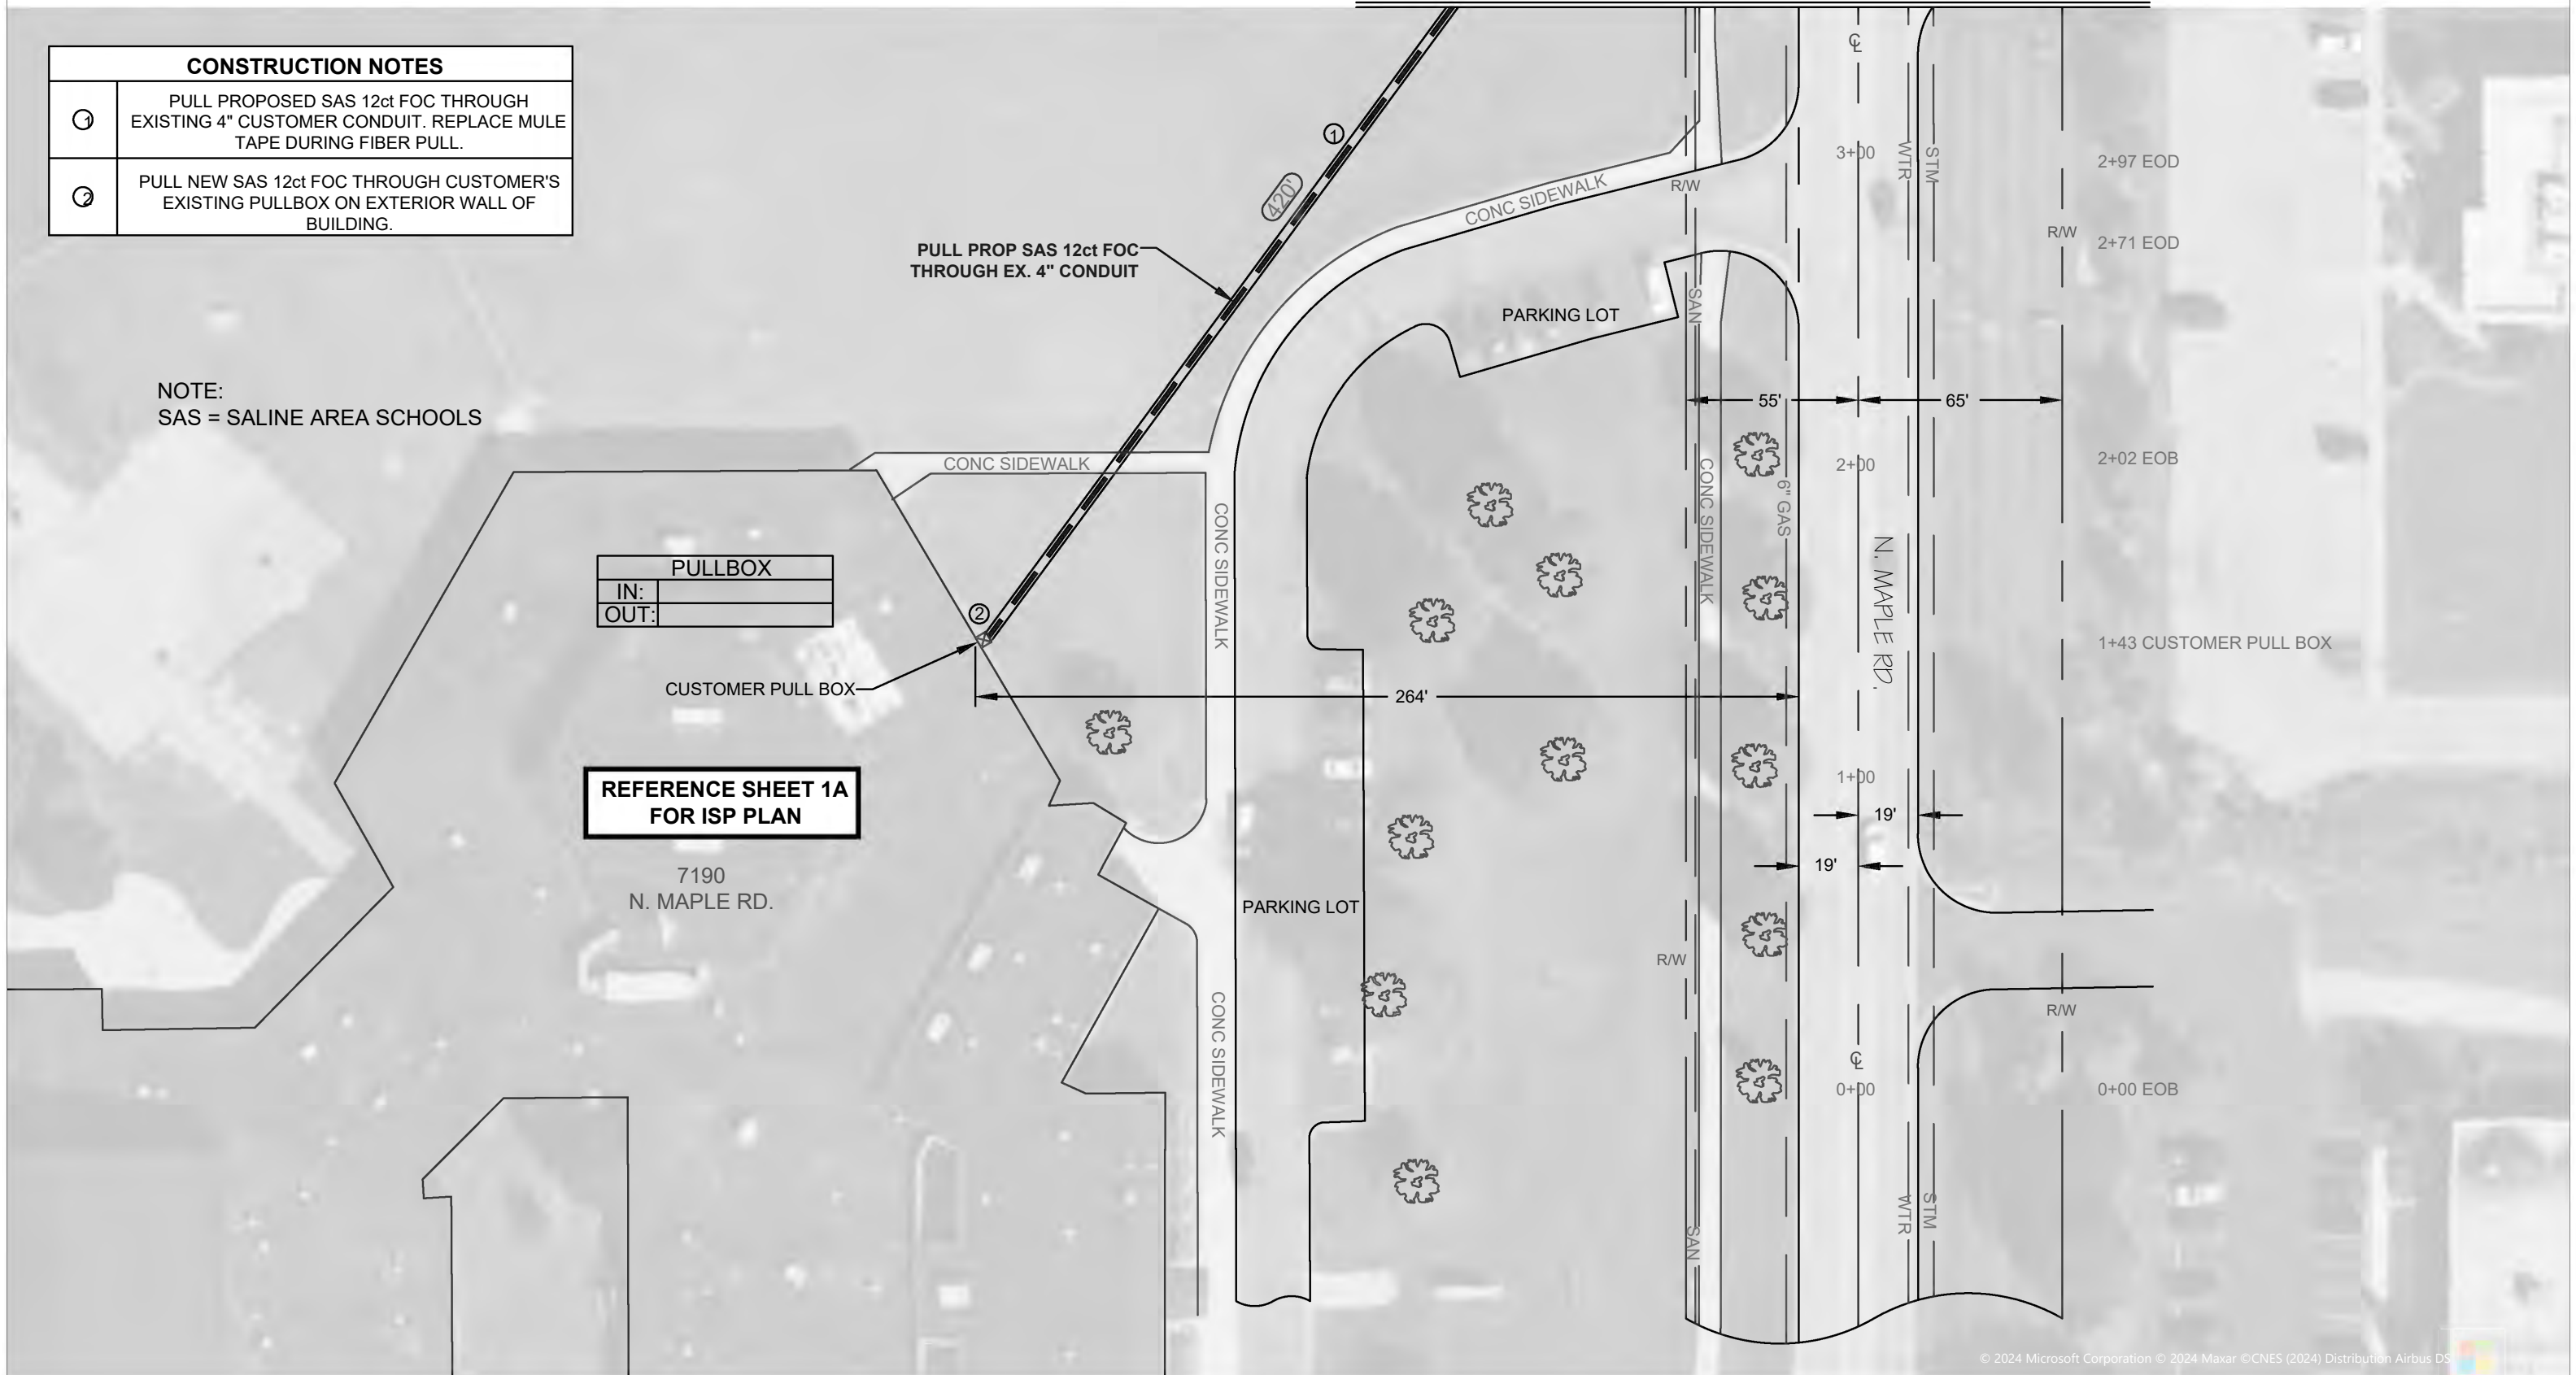 CONSTRUCTION NOTES
1
PULL PROPOSED SAS 12ct FOC THROUGH
EXISTING 4" CUSTOMER CONDUIT. REPLACE MULE
TAPE DURING FIBER PULL.
2
PULL NEW SAS 12ct FOC THROUGH CUSTOMER'S
EXISTING PULLBOX ON EXTERIOR WALL OF
BUILDING.
NOTE:
SAS = SALINE AREA SCHOOLS
1
420'
PULL PROP SAS 12ct FOC
THROUGH EX. 4" CONDUIT
CONC SIDEWALK
PARKING LOT
CONC SIDEWALK
CONC SIDEWALK
PULLBOX
IN:
OUT:
2
CUSTOMER PULL BOX
264'
REFERENCE SHEET 1A
FOR ISP PLAN
7190
N. MAPLE RD.
PARKING LOT
CONC SIDEWALK
R/W
SAN
CONC SIDEWALK
6" GAS
55'
65'
℄
3+00
WTR
STM
R/W
2+00
N. MAPLE RD.
1+00
19'
19'
R/W
℄
0+00
R/W
SAN
WTR
STM
2+97 EOD
2+71 EOD
2+02 EOB
1+43 CUSTOMER PULL BOX
0+00 EOB
© 2024 Microsoft Corporation © 2024 Maxar ©CNES (2024) Distribution Airbus DS